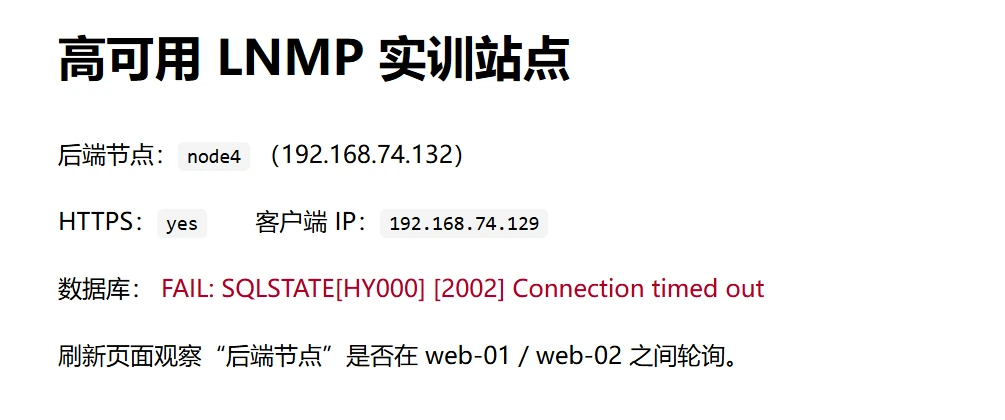 高可用 LNMP 实训站点
后端节点：node4（192.168.74.132）
HTTPS：yes 客户端 IP：192.168.74.129
数据库： FAIL: SQLSTATE[HY000] [2002] Connection timed out
刷新页面观察“后端节点”是否在 web-01 / web-02 之间轮询。